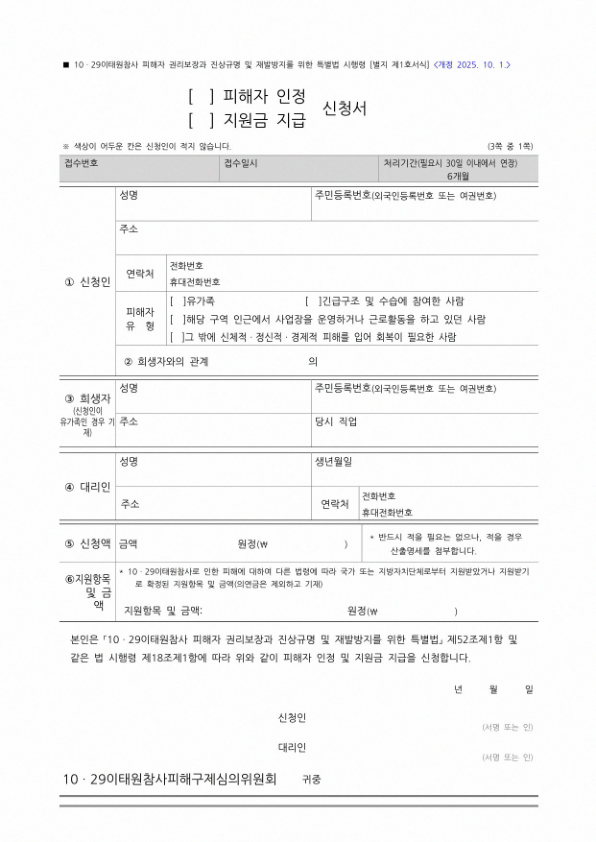 ■ 10ㆍ29이태원참사 피해자 권리보장과 진상규명 및 재발방지를 위한 특별법 시행령 [별지 제1호서식] <개정 2025. 10. 1.>
[ ] 피해자 인정
[ ] 지원금 지급
신청서
※ 색상이 어두운 칸은 신청인이 적지 않습니다.
(3쪽 중 1쪽)
접수번호
접수일시
처리기간(필요시 30일 이내에서 연장)
6개월
① 신청인
성명
주민등록번호(외국인등록번호 또는 여권번호)
주소
연락처
전화번호
휴대전화번호
피해자
유 형
[ ]유가족 [ ]긴급구조 및 수습에 참여한 사람
[ ]해당 구역 인근에서 사업장을 운영하거나 근로활동을 하고 있던 사람
[ ]그 밖에 신체적ㆍ정신적ㆍ경제적 피해를 입어 회복이 필요한 사람
② 희생자와의 관계 의
③ 희생자
(신청인이
유가족인 경우 기
재)
성명
주민등록번호(외국인등록번호 또는 여권번호)
주소
당시 직업
④ 대리인
성명
생년월일
주소
연락처
전화번호
휴대전화번호
⑤ 신청액
금액 원정(₩ )
* 반드시 적을 필요는 없으나, 적을 경우
산출명세를 첨부합니다.
⑥지원항목
및 금
액
* 10ㆍ29이태원참사로 인한 피해에 대하여 다른 법령에 따라 국가 또는 지방자치단체로부터 지원받았거나 지원받기
로 확정된 지원항목 및 금액(의연금은 제외하고 기재)
지원항목 및 금액: 원정(₩ )
본인은 「10ㆍ29이태원참사 피해자 권리보장과 진상규명 및 재발방지를 위한 특별법」 제52조제1항 및
같은 법 시행령 제18조제1항에 따라 위와 같이 피해자 인정 및 지원금 지급을 신청합니다.
년 월 일
신청인
(서명 또는 인)
대리인
(서명 또는 인)
10ㆍ29이태원참사피해구제심의위원회 귀중